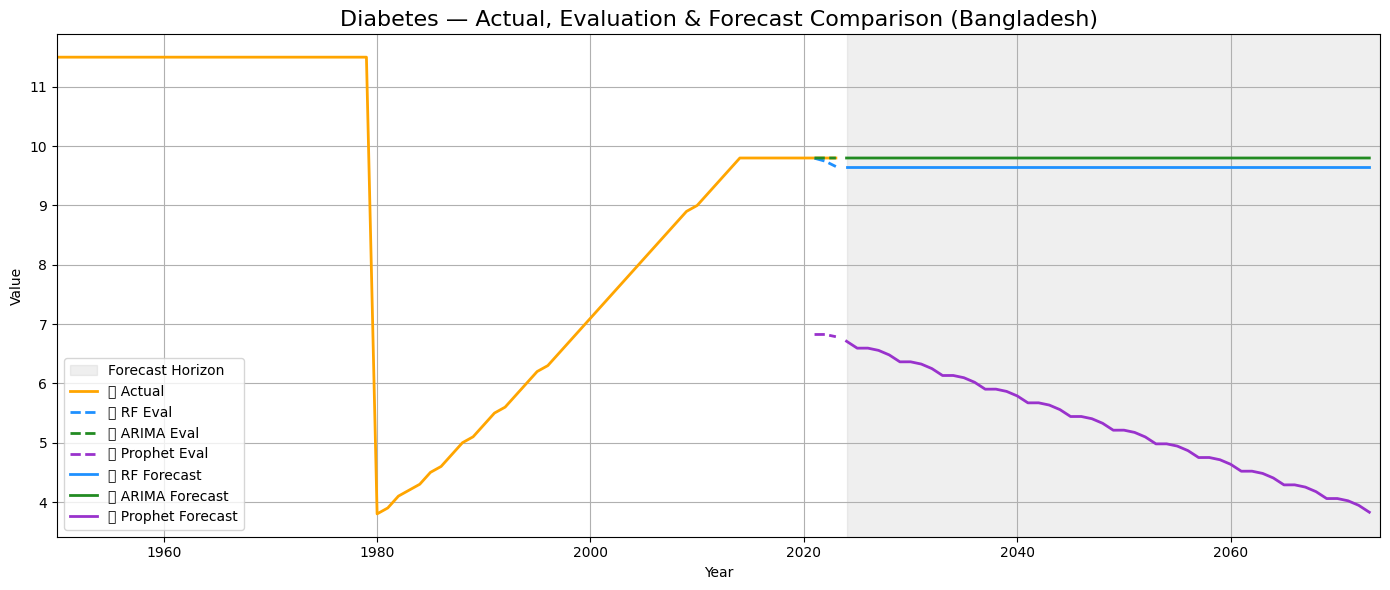 Diabetes — Actual, Evaluation & Forecast Comparison (Bangladesh)
Value
11
10
9
8
7
6
5
4
Forecast Horizon
▯ Actual
▯ RF Eval
▯ ARIMA Eval
▯ Prophet Eval
▯ RF Forecast
▯ ARIMA Forecast
▯ Prophet Forecast
1960
1980
2000
2020
2040
2060
Year